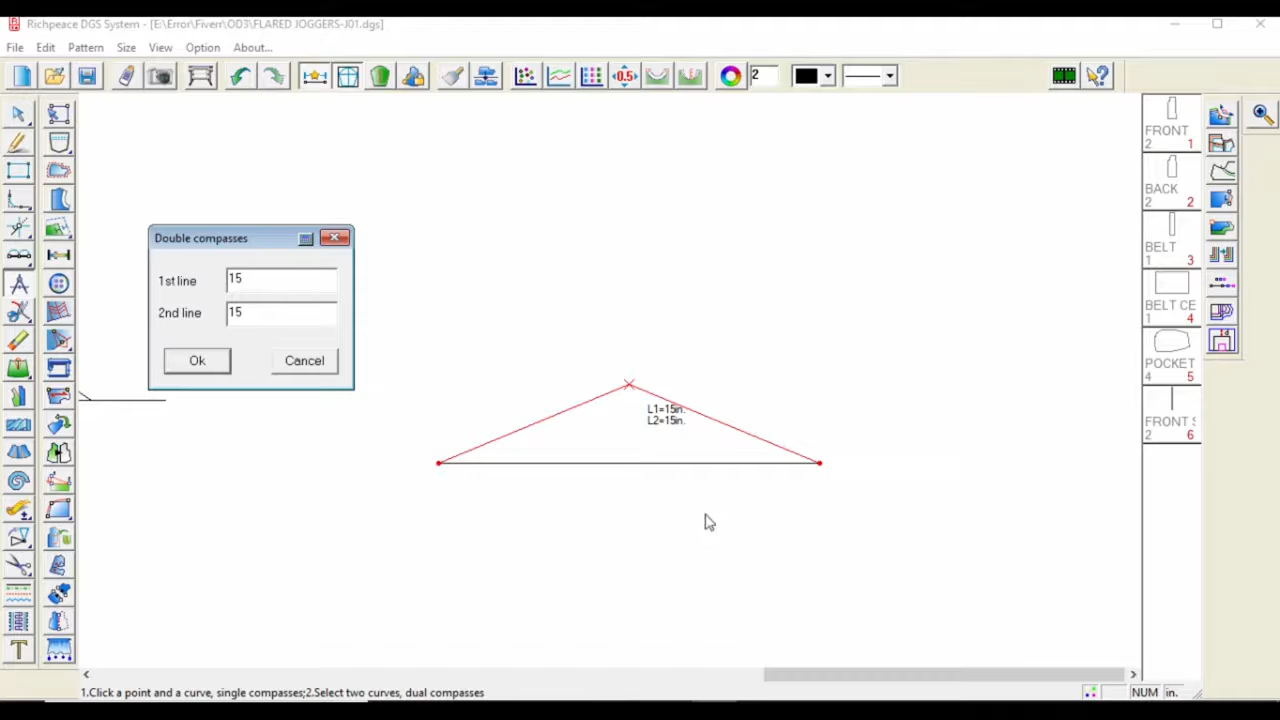 Richpeace DGS System - [E:\Error\Fiverr\OD3\FLARED JOGGERS-J01.dgs]
File Edit Pattern Size View Option About...
0.5
2
FRONT
2 1
BACK
2 2
BELT
1 3
BELT CE
1 4
POCKET
4 5
FRONT S
2 6
Double compasses
1st line 15
2nd line 15
Ok Cancel
L1=15in.
L2=15in.
T
1.Click a point and a curve, single compasses;2.Select two curves, dual compasses
NUM in.